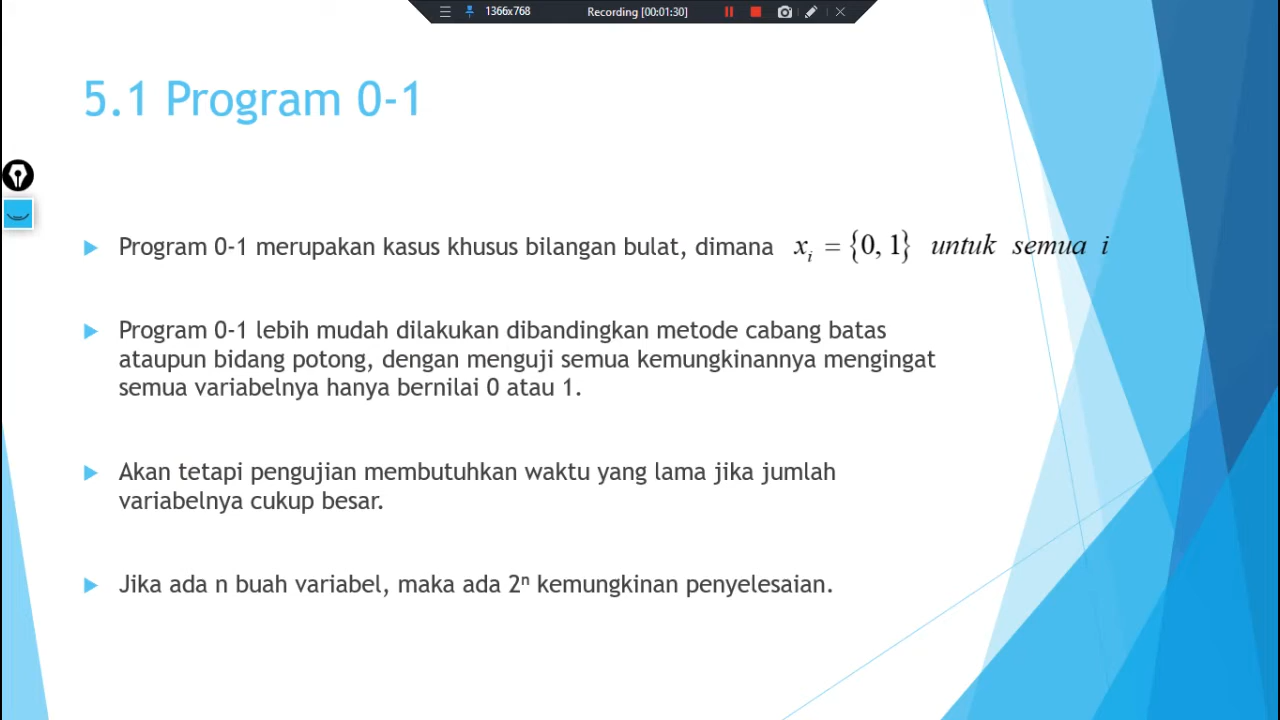 1366x768
Recording [00:01:30]
5.1 Program 0-1
Program 0-1 merupakan kasus khusus bilangan bulat, dimana xᵢ = {0, 1} untuk semua i
Program 0-1 lebih mudah dilakukan dibandingkan metode cabang batas
ataupun bidang potong, dengan menguji semua kemungkinannya mengingat
semua variabelnya hanya bernilai 0 atau 1.
Akan tetapi pengujian membutuhkan waktu yang lama jika jumlah
variabelnya cukup besar.
Jika ada n buah variabel, maka ada 2ⁿ kemungkinan penyelesaian.